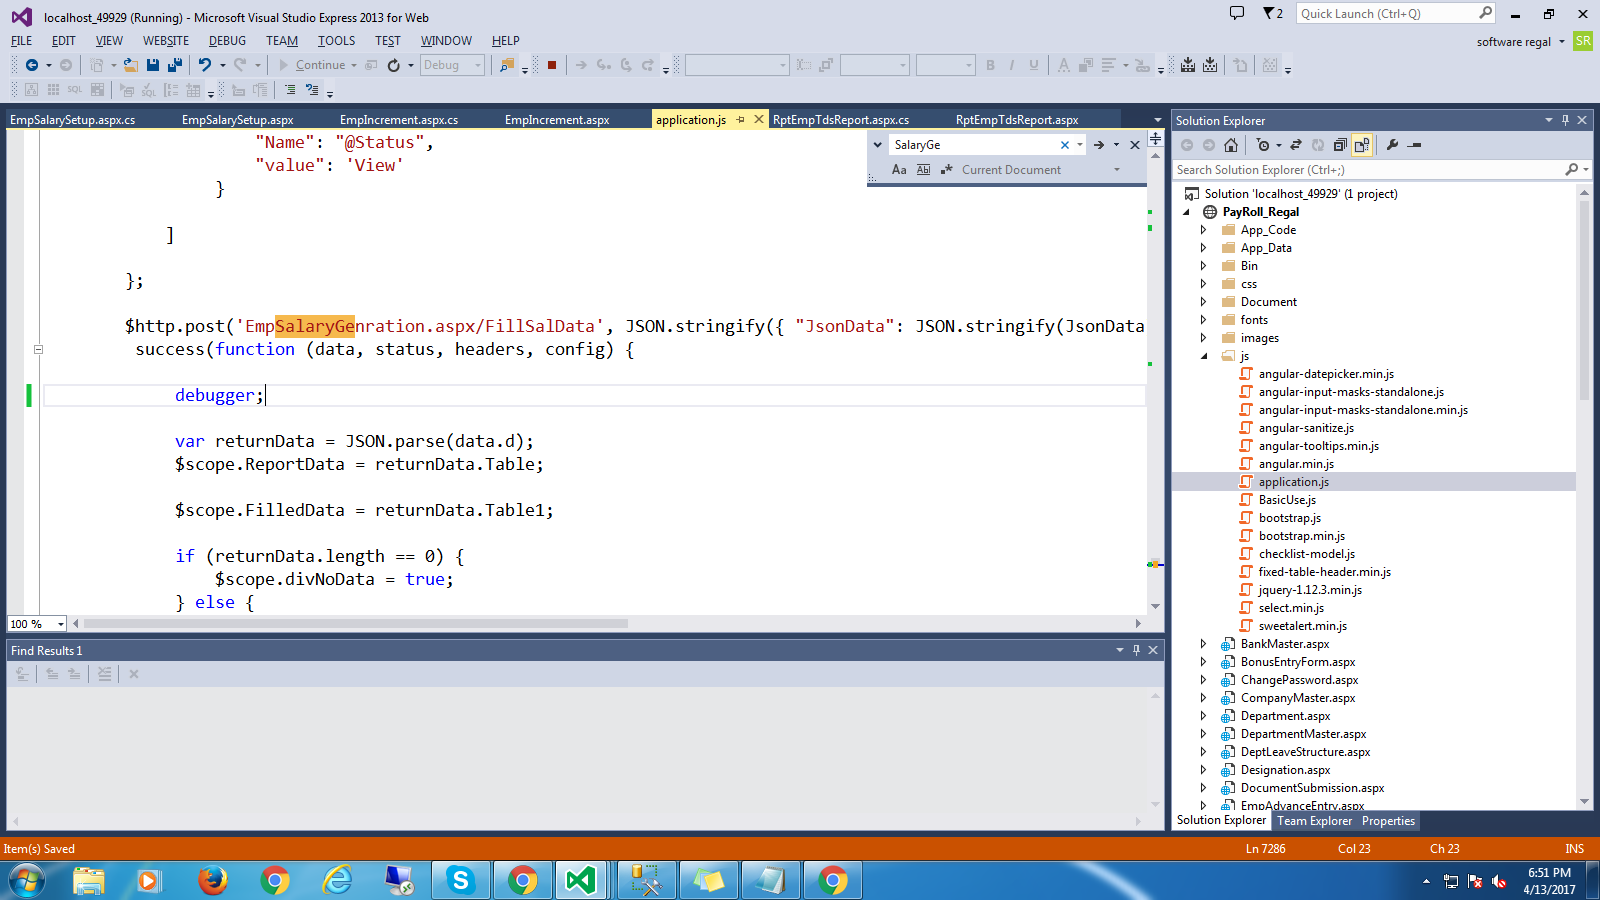 localhost_49929 (Running) - Microsoft Visual Studio Express 2013 for Web
2
Quick Launch (Ctrl+Q)
FILE EDIT VIEW WEBSITE DEBUG TEAM TOOLS TEST WINDOW HELP
software regal SR
Continue Debug
B I U A
SQL SQL
EmpSalarySetup.aspx.cs EmpSalarySetup.aspx EmpIncrement.aspx.cs EmpIncrement.aspx application.js RptEmpTdsReport.aspx.cs RptEmpTdsReport.aspx
SalaryGe
Aa Ab Current Document
"Name": "@Status",
"value": 'View'
}
]
};
$http.post('EmpSalaryGenration.aspx/FillSalData', JSON.stringify({ "JsonData": JSON.stringify(JsonData
success(function (data, status, headers, config) {
debugger;
var returnData = JSON.parse(data.d);
$scope.ReportData = returnData.Table;
$scope.FilledData = returnData.Table1;
if (returnData.length == 0) {
$scope.divNoData = true;
} else {
100 %
Find Results 1
Solution Explorer
Search Solution Explorer (Ctrl+;)
Solution 'localhost_49929' (1 project)
PayRoll_Regal
App_Code
App_Data
Bin
css
Document
fonts
images
js
angular-datepicker.min.js
angular-input-masks-standalone.js
angular-input-masks-standalone.min.js
angular-sanitize.js
angular-tooltips.min.js
angular.min.js
application.js
BasicUse.js
bootstrap.js
bootstrap.min.js
checklist-model.js
fixed-table-header.min.js
jquery-1.12.3.min.js
select.min.js
sweetalert.min.js
BankMaster.aspx
BonusEntryForm.aspx
ChangePassword.aspx
CompanyMaster.aspx
Department.aspx
DepartmentMaster.aspx
DeptLeaveStructure.aspx
Designation.aspx
DocumentSubmission.aspx
EmpAdvanceEntry.aspx
Solution Explorer Team Explorer Properties
Item(s) Saved Ln 7286 Col 23 Ch 23 INS
6:51 PM
4/13/2017